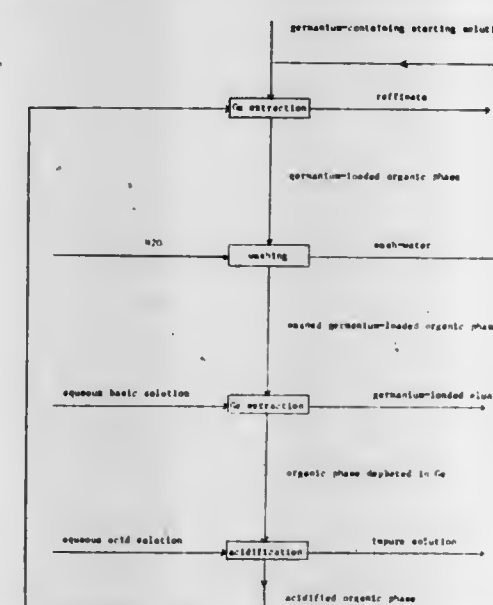 germanium-containing starting soluti
Ge extraction
raffinate
germanium-loaded organic phase
H2O
washing
wash-water
washed germanium-loaded organic phase
aqueous basic solution
Ge extraction
germanium-loaded elua
organic phase depleted in Ge
aqueous acid solution
acidification
impure solution
acidified organic phase